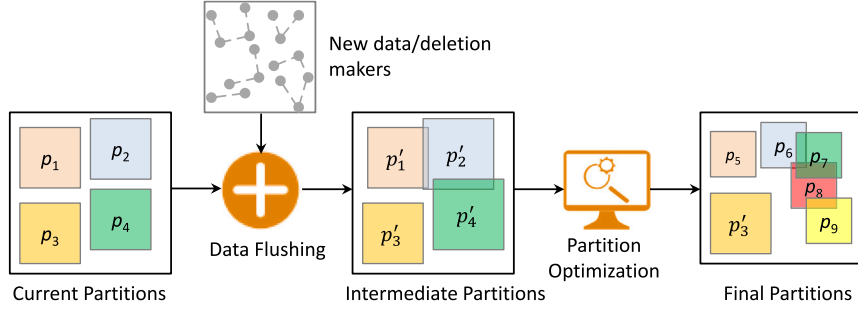 New data/deletion
makers
p1
p2
p3
p4
Current Partitions
Data Flushing
p′1
p′2
p′3
p′4
Intermediate Partitions
Partition
Optimization
p5
p6
p7
p8
p′3
p9
Final Partitions